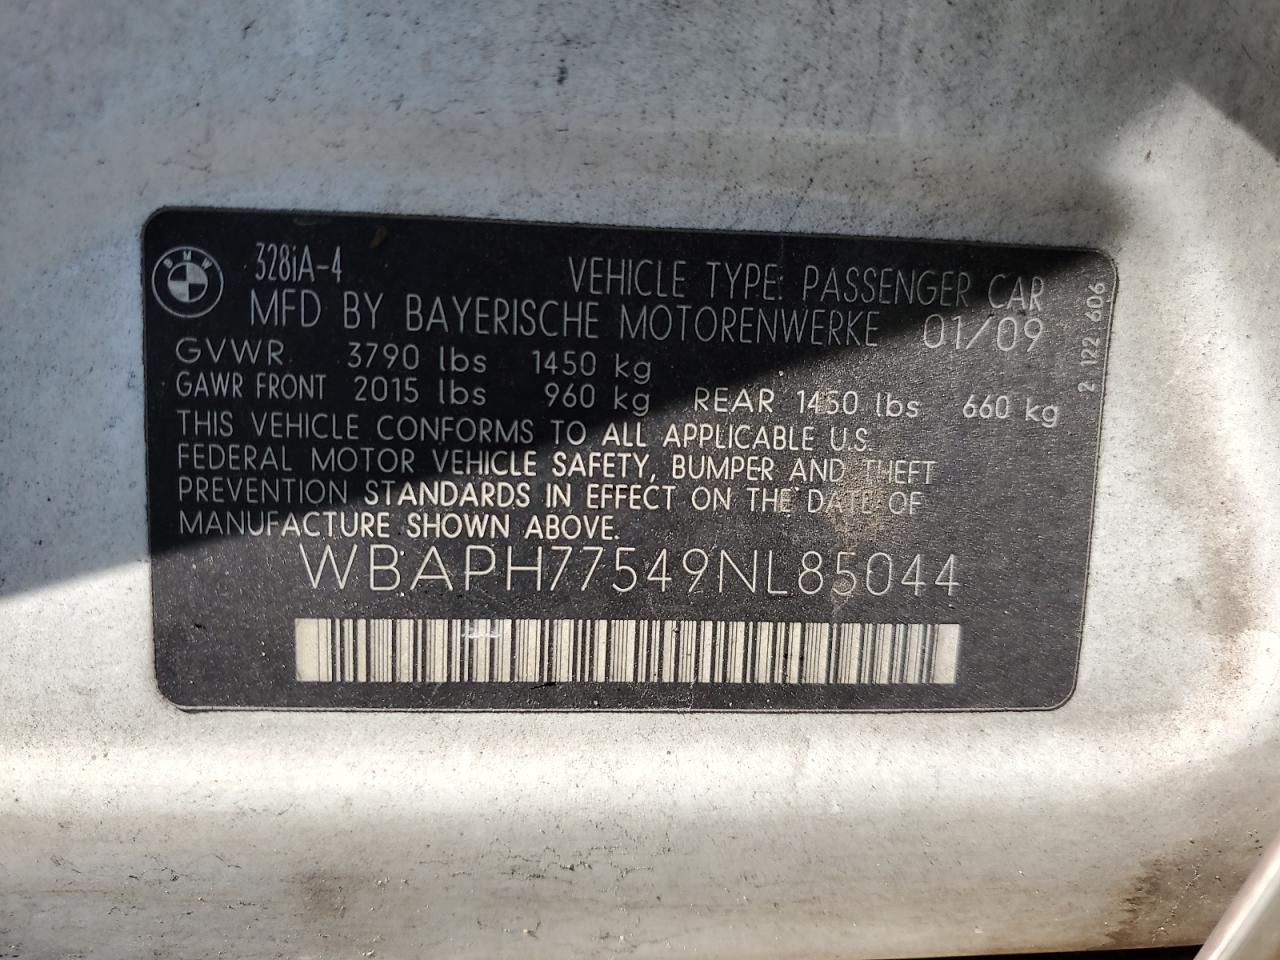 BMW
328iA-4
VEHICLE TYPE: PASSENGER CAR
MFD BY BAYERISCHE MOTORENWERKE 01/09
GVWR 3790 lbs 1450 kg
GAWR FRONT 2015 lbs 960 kg REAR 1450 lbs 660 kg
THIS VEHICLE CONFORMS TO ALL APPLICABLE U.S.
FEDERAL MOTOR VEHICLE SAFETY, BUMPER AND THEFT
PREVENTION STANDARDS IN EFFECT ON THE DATE OF
MANUFACTURE SHOWN ABOVE.
WBAPH77549NL85044
2 122 606